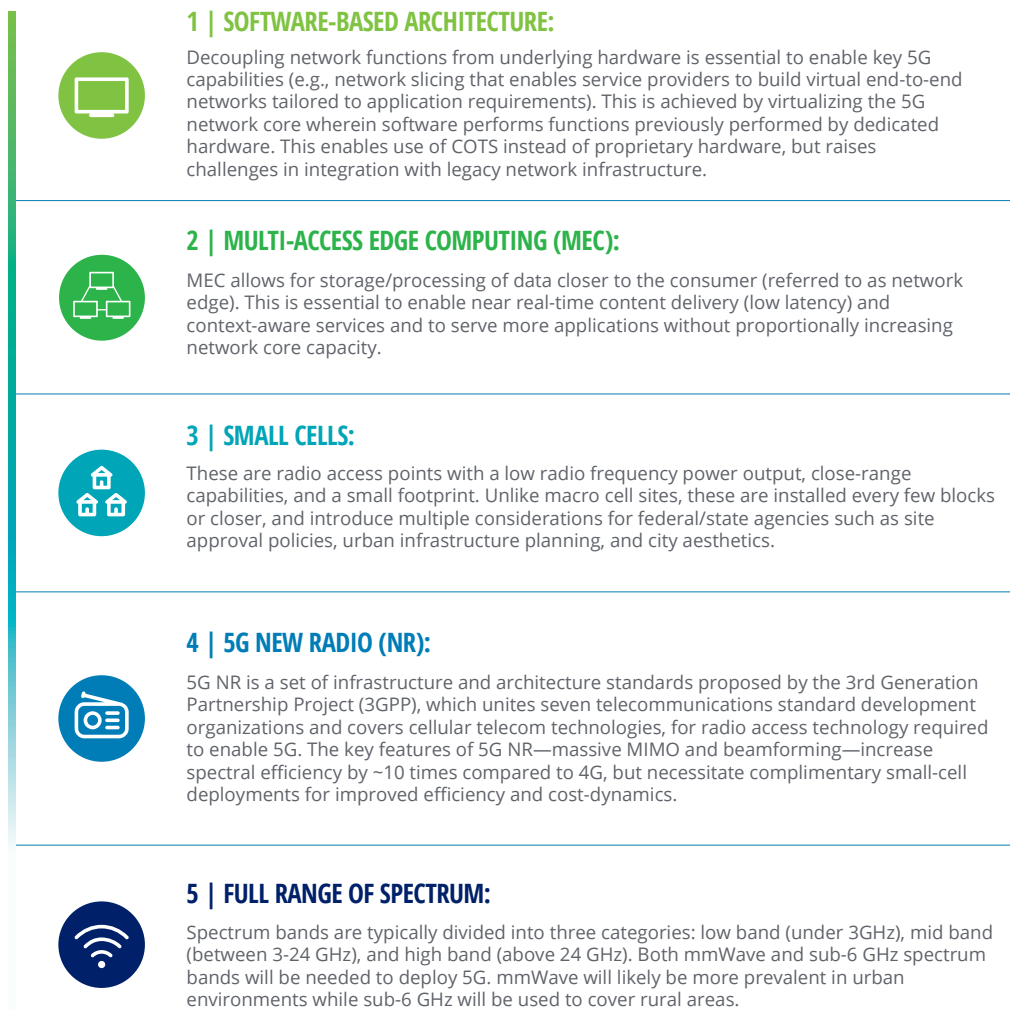 1 | SOFTWARE-BASED ARCHITECTURE:
Decoupling network functions from underlying hardware is essential to enable key 5G
capabilities (e.g., network slicing that enables service providers to build virtual end-to-end
networks tailored to application requirements). This is achieved by virtualizing the 5G
network core wherein software performs functions previously performed by dedicated
hardware. This enables use of COTS instead of proprietary hardware, but raises
challenges in integration with legacy network infrastructure.
2 | MULTI-ACCESS EDGE COMPUTING (MEC):
MEC allows for storage/processing of data closer to the consumer (referred to as network
edge). This is essential to enable near real-time content delivery (low latency) and
context-aware services and to serve more applications without proportionally increasing
network core capacity.
3 | SMALL CELLS:
These are radio access points with a low radio frequency power output, close-range
capabilities, and a small footprint. Unlike macro cell sites, these are installed every few blocks
or closer, and introduce multiple considerations for federal/state agencies such as site
approval policies, urban infrastructure planning, and city aesthetics.
4 | 5G NEW RADIO (NR):
5G NR is a set of infrastructure and architecture standards proposed by the 3rd Generation
Partnership Project (3GPP), which unites seven telecommunications standard development
organizations and covers cellular telecom technologies, for radio access technology required
to enable 5G. The key features of 5G NR—massive MIMO and beamforming—increase
spectral efficiency by ~10 times compared to 4G, but necessitate complimentary small-cell
deployments for improved efficiency and cost-dynamics.
5 | FULL RANGE OF SPECTRUM:
Spectrum bands are typically divided into three categories: low band (under 3GHz), mid band
(between 3-24 GHz), and high band (above 24 GHz). Both mmWave and sub-6 GHz spectrum
bands will be needed to deploy 5G. mmWave will likely be more prevalent in urban
environments while sub-6 GHz will be used to cover rural areas.